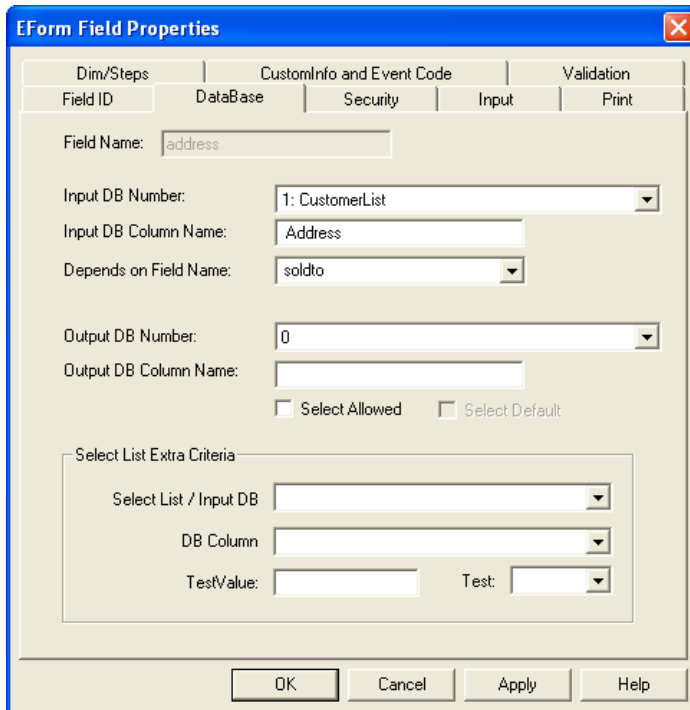 EForm Field Properties
Dim/Steps CustomInfo and Event Code Validation
Field ID DataBase Security Input Print
Field Name: address
Input DB Number: 1: CustomerList
Input DB Column Name: Address
Depends on Field Name: soldto
Output DB Number: 0
Output DB Column Name:
Select Allowed Select Default
Select List Extra Criteria
Select List / Input DB
DB Column
TestValue: Test:
OK Cancel Apply Help